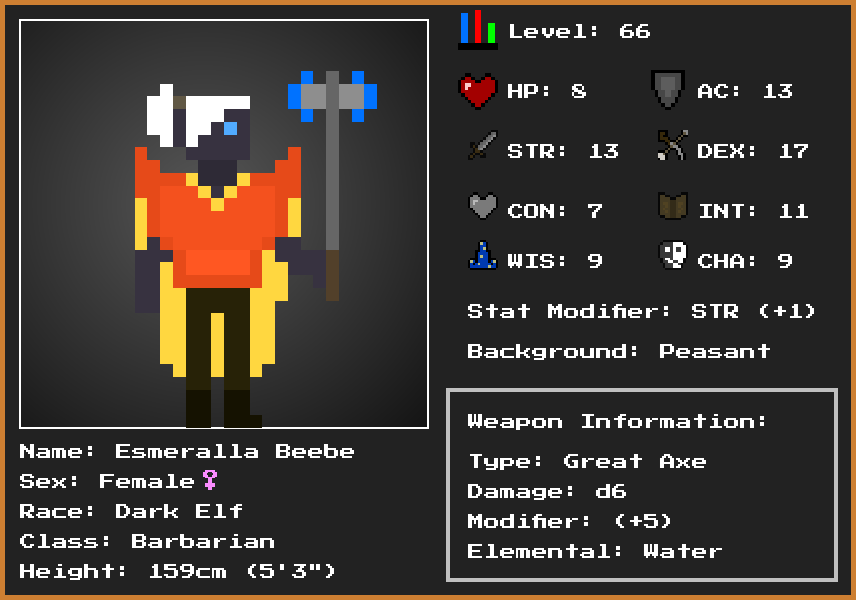 Level: 66
HP: 8
AC: 13
STR: 13
DEX: 17
CON: 7
INT: 11
WIS: 9
CHA: 9
Stat Modifier: STR (+1)
Background: Peasant
Name: Esmeralla Beebe
Sex: Female♀
Race: Dark Elf
Class: Barbarian
Height: 159cm (5'3")
Weapon Information:
Type: Great Axe
Damage: d6
Modifier: (+5)
Elemental: Water